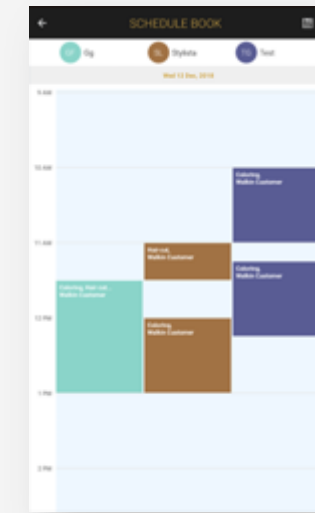 SCHEDULE BOOK
Gg
SL
Stylista
TG
Test
Wed 12 Dec, 2018
9 AM
10 AM
Coloring,
Walkin Customer
11 AM
Hair cut,
Walkin Customer
Coloring,
Walkin Customer
Coloring, Hair cut, ..
Walkin Customer
12 PM
Coloring,
Walkin Customer
1 PM
2 PM